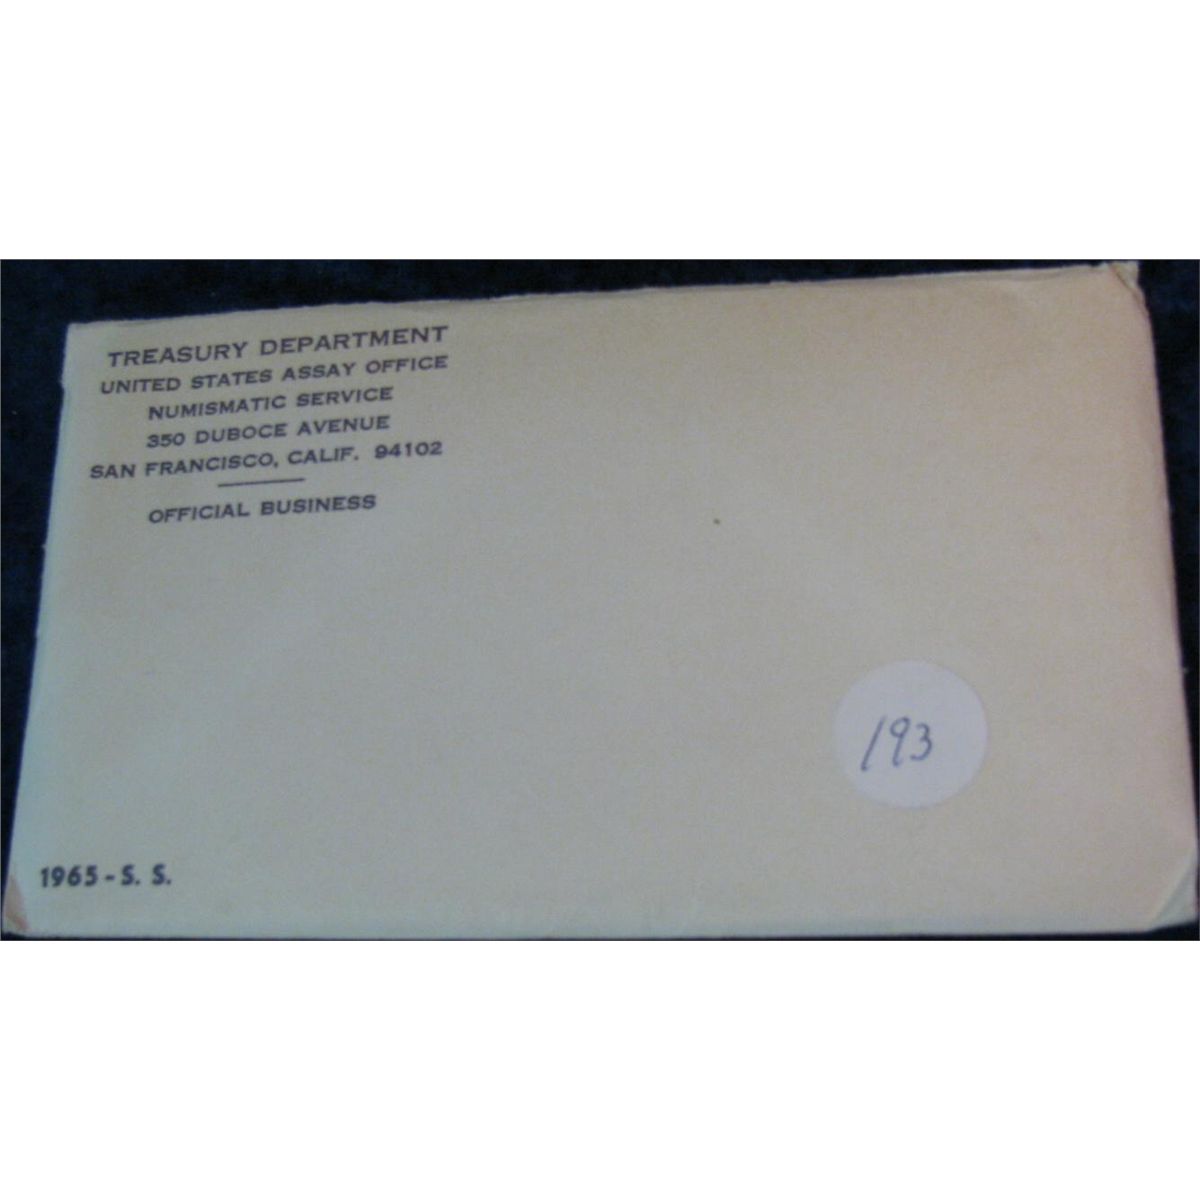 TREASURY DEPARTMENT
UNITED STATES ASSAY OFFICE
NUMISMATIC SERVICE
350 DUBOCE AVENUE
SAN FRANCISCO, CALIF. 94102
OFFICIAL BUSINESS
193
1965 - S. S.